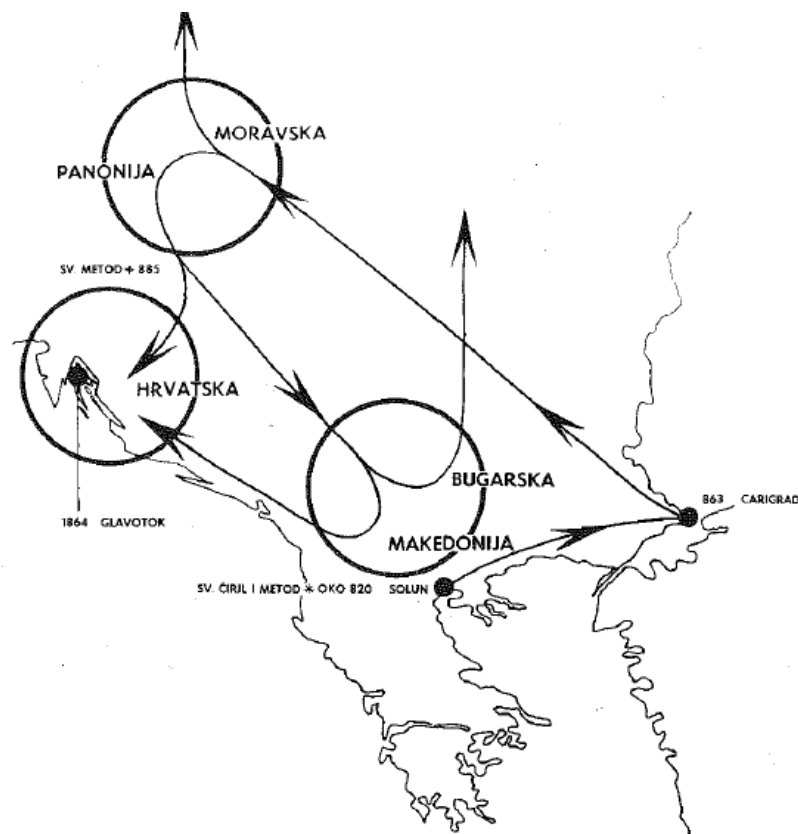 MORAVSKA
PANONIJA
SV. METOD + 885
HRVATSKA
BUGARSKA
863 CARIGRAD
1864 GLAVOTOK
MAKEDONIJA
SV. ĆIRIL I METOD * OKO 820 SOLUN